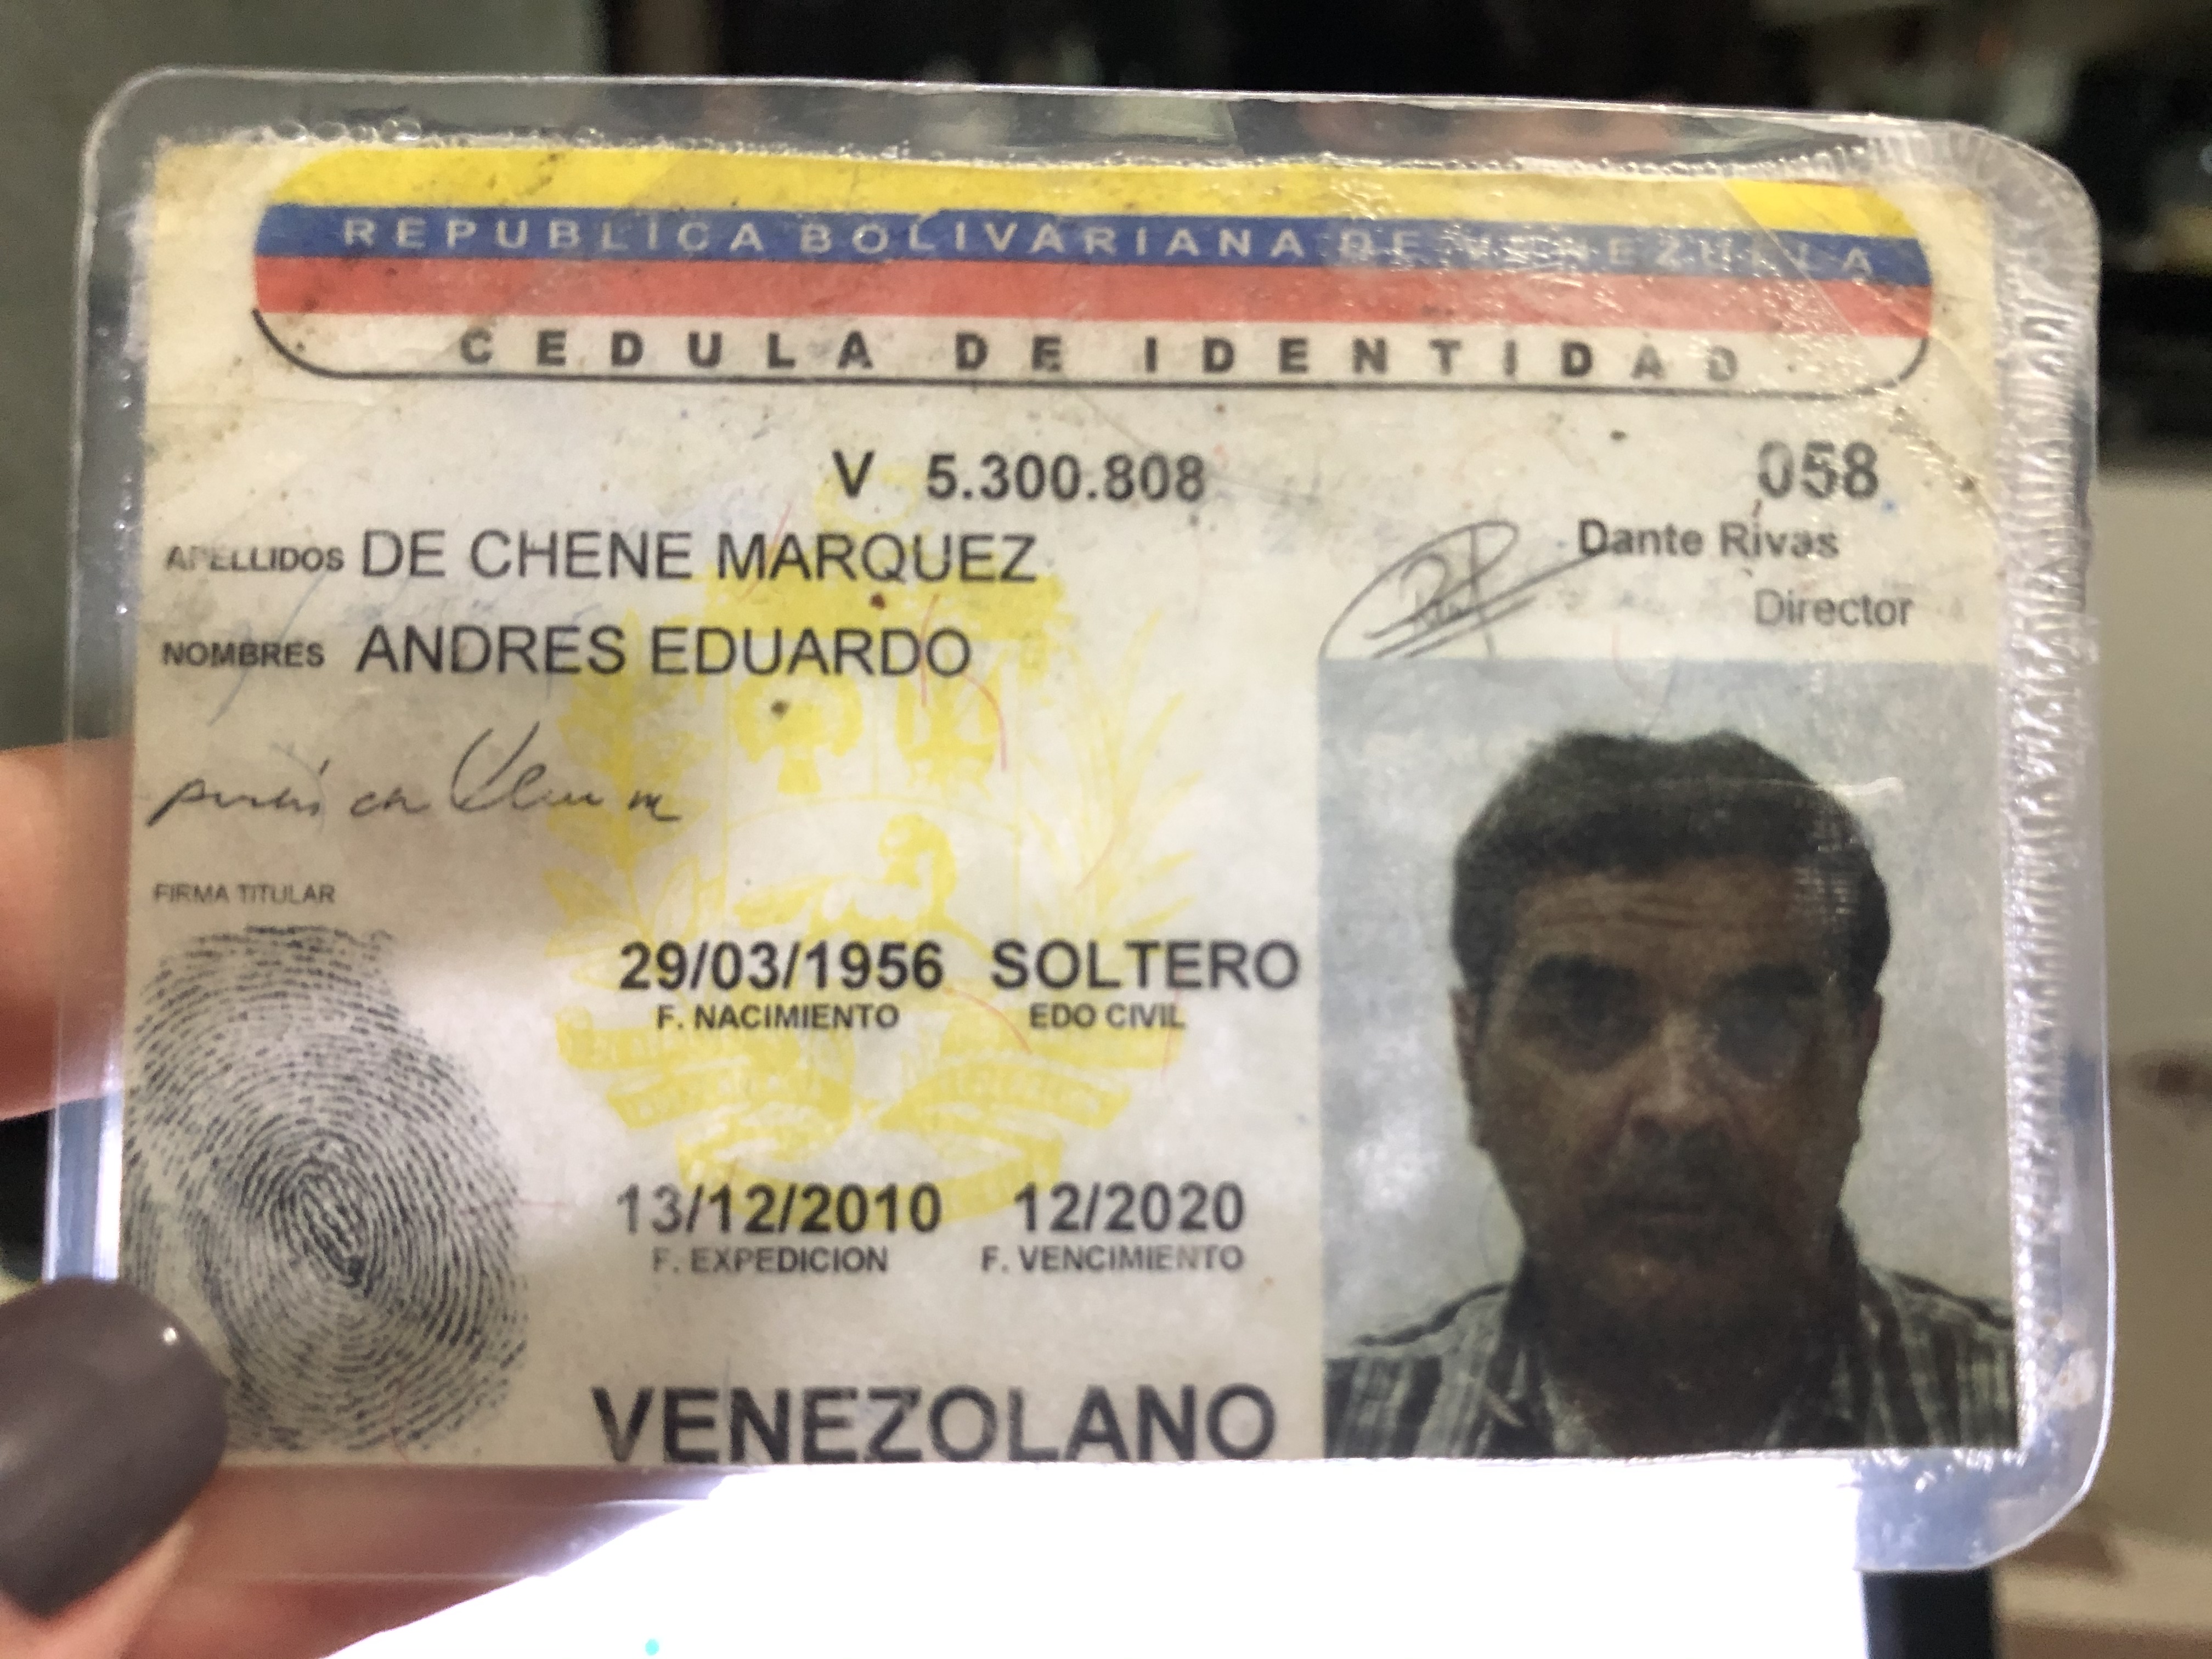 REPUBLICA BOLIVARIANA DE VENEZUELA
CEDULA DE IDENTIDAD
V 5.300.808
058
APELLIDOS DE CHENE MARQUEZ
Dante Rivas
Director
NOMBRES ANDRES EDUARDO
FIRMA TITULAR
29/03/1956 SOLTERO
F. NACIMIENTO EDO CIVIL
13/12/2010 12/2020
F. EXPEDICION F. VENCIMIENTO
VENEZOLANO